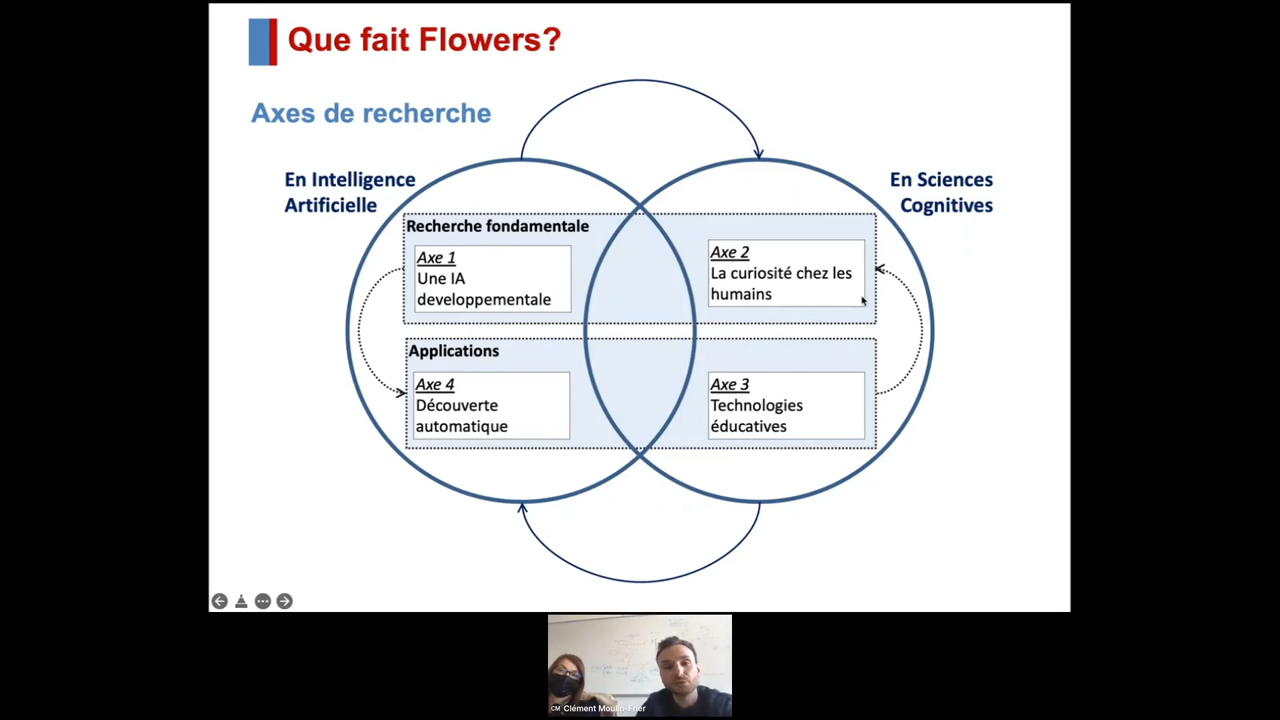 Que fait Flowers?
Axes de recherche
En Intelligence
Artificielle
En Sciences
Cognitives
Recherche fondamentale
Axe 1
Une IA
developpementale
Axe 2
La curiosité chez les
humains
Applications
Axe 4
Découverte
automatique
Axe 3
Technologies
éducatives
CM Clément Moulin-Frier